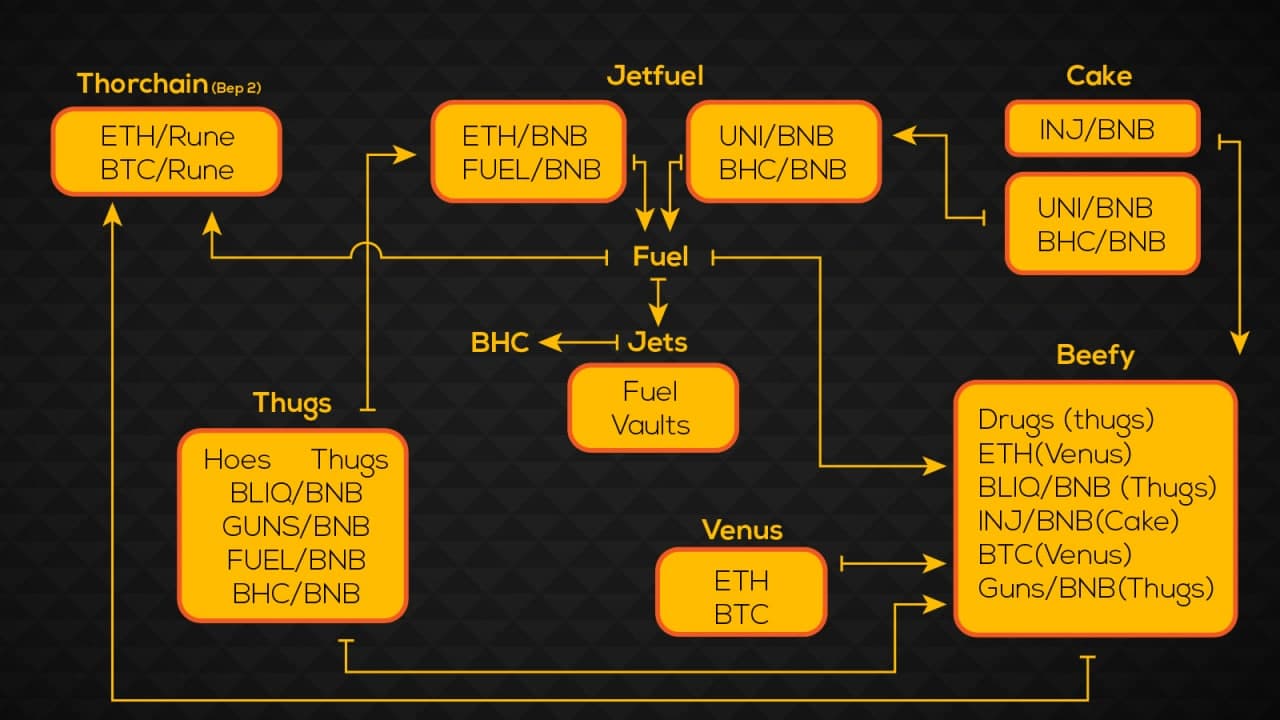 Thorchain (Bep 2)
ETH/Rune
BTC/Rune
Jetfuel
ETH/BNB
FUEL/BNB
UNI/BNB
BHC/BNB
Cake
INJ/BNB
UNI/BNB
BHC/BNB
Fuel
BHC
Jets
Fuel
Vaults
Thugs
Hoes Thugs
BLIQ/BNB
GUNS/BNB
FUEL/BNB
BHC/BNB
Venus
ETH
BTC
Beefy
Drugs (thugs)
ETH(Venus)
BLIQ/BNB (Thugs)
INJ/BNB(Cake)
BTC(Venus)
Guns/BNB(Thugs)